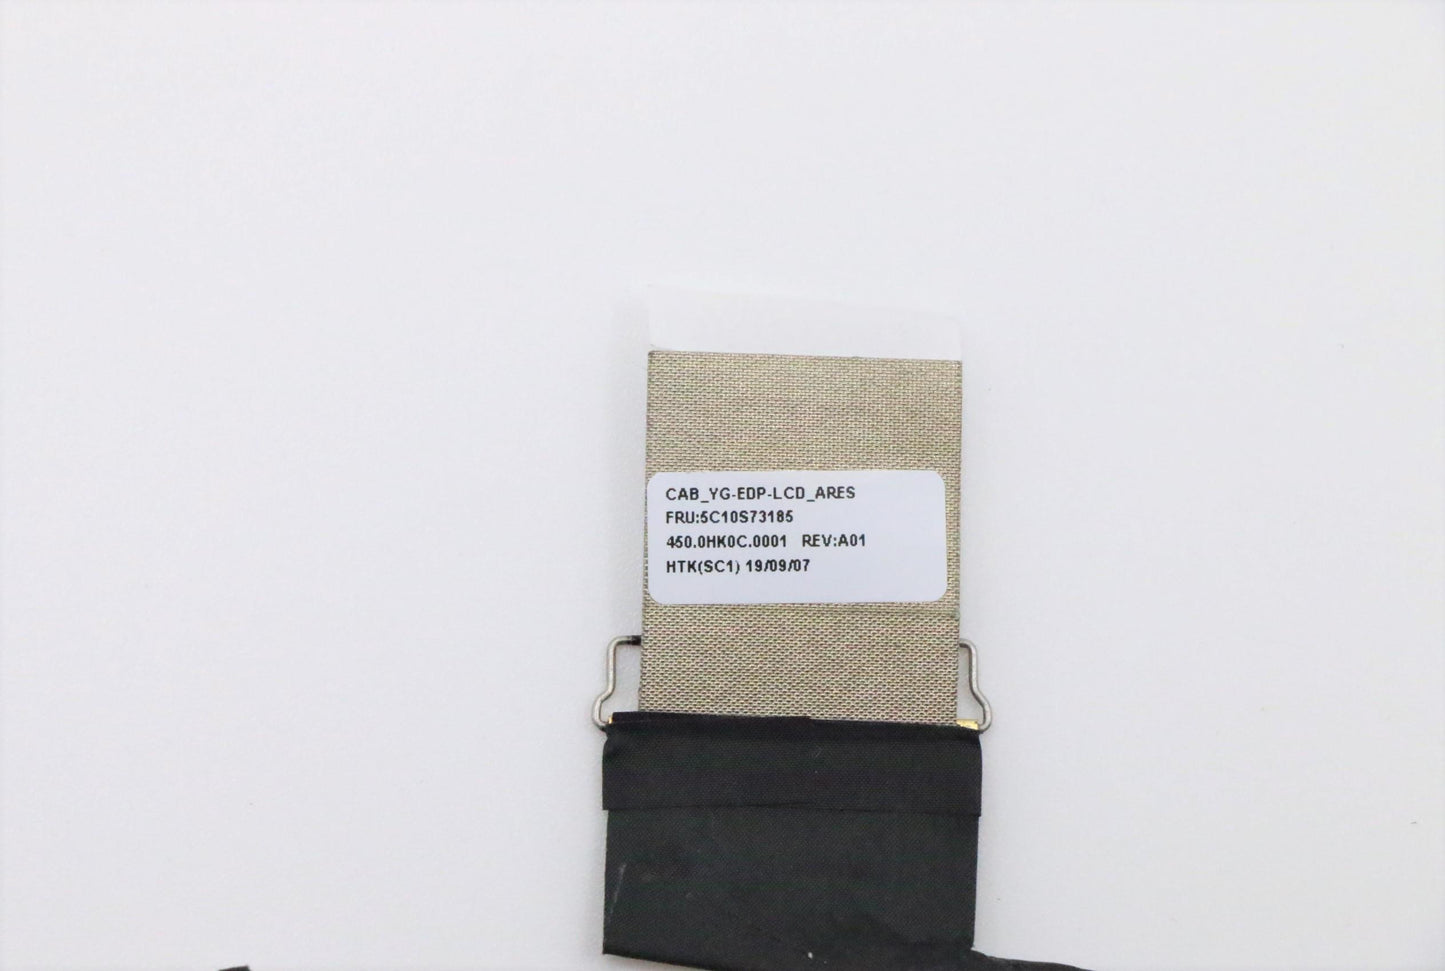 CAB_YG-EDP-LCD_ARES
FRU:5C10S73185
450.0HK0C.0001 REV:A01
HTK(SC1) 19/09/07